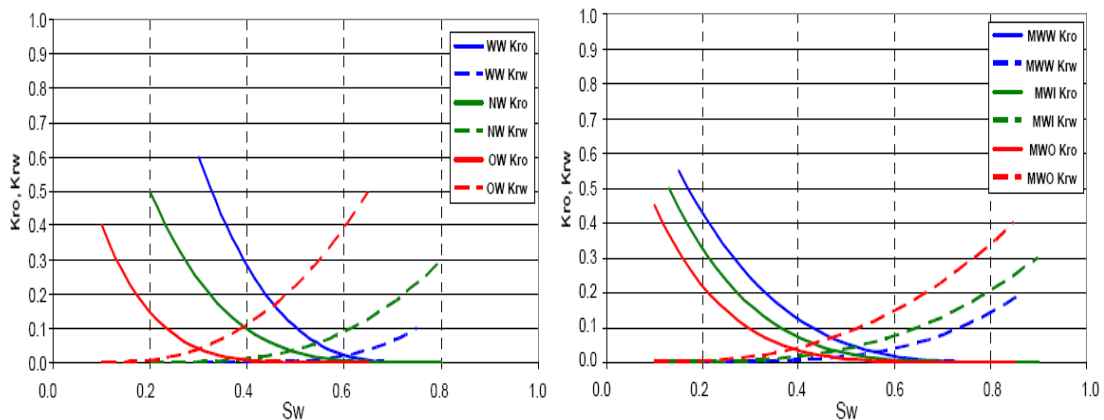 1.0
0.9
0.8
0.7
0.6
0.5
0.4
0.3
0.2
0.1
0.0
Kro, Krw
0.0 0.2 0.4 0.6 0.8 1.0
Sw
WW Kro
WW Krw
NW Kro
NW Krw
OW Kro
OW Krw
1.0
0.9
0.8
0.7
0.6
0.5
0.4
0.3
0.2
0.1
0.0
Kro, Krw
0.0 0.2 0.4 0.6 0.8 1.0
Sw
MWW Kro
MWW Krw
MWI Kro
MWI Krw
MWO Kro
MWO Krw